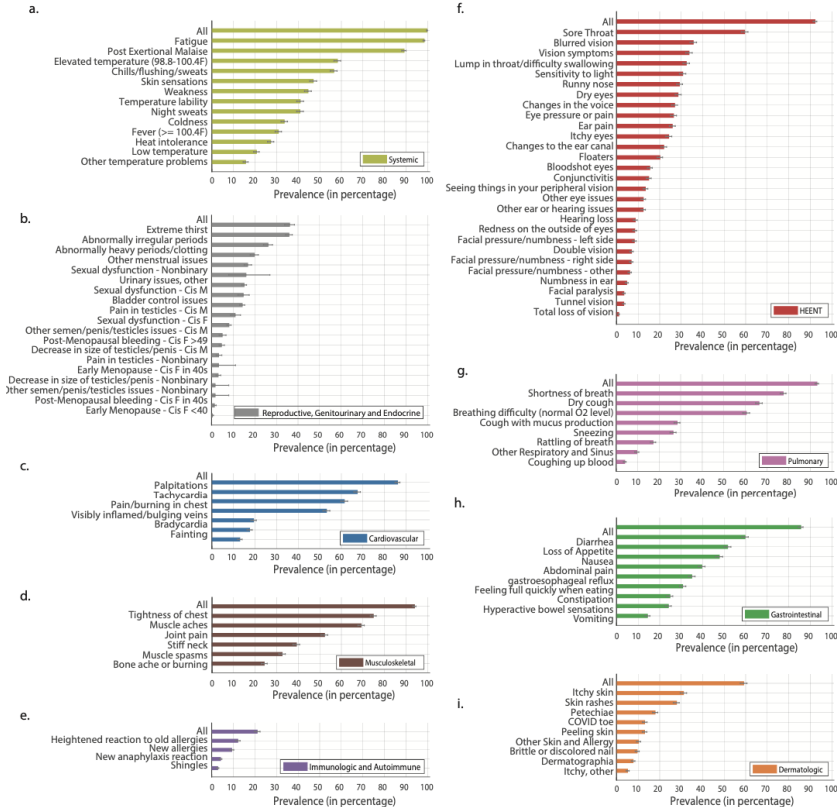 a.
All
Fatigue
Post Exertional Malaise
Elevated temperature (98.8-100.4F)
Chills/flushing/sweats
Skin sensations
Weakness
Temperature lability
Night sweats
Coldness
Fever (>= 100.4F)
Heat intolerance
Low temperature
Other temperature problems
Systemic
0 10 20 30 40 50 60 70 80 90 100
Prevalence (in percentage)
b.
All
Extreme thirst
Abnormally irregular periods
Abnormally heavy periods/clotting
Other menstrual issues
Sexual dysfunction - Nonbinary
Urinary issues, other
Sexual dysfunction - Cis M
Bladder control issues
Pain in testicles - Cis M
Sexual dysfunction - Cis F
Other semen/penis/testicles issues - Cis M
Post-Menopausal bleeding - Cis F >49
Decrease in size of testicles/penis - Cis M
Pain in testicles - Nonbinary
Early Menopause - Cis F in 40s
Decrease in size of testicles/penis - Nonbinary
ther semen/penis/testicles issues - Nonbinary
Post-Menopausal bleeding - Cis F in 40s
Early Menopause - Cis F <40
Reproductive, Genitourinary and Endocrine
0 10 20 30 40 50 60 70 80 90 100
Prevalence (in percentage)
c.
All
Palpitations
Tachycardia
Pain/burning in chest
Visibly inflamed/bulging veins
Bradycardia
Fainting
Cardiovascular
0 10 20 30 40 50 60 70 80 90 100
Prevalence (in percentage)
d.
All
Tightness of chest
Muscle aches
Joint pain
Stiff neck
Muscle spasms
Bone ache or burning
Musculoskeletal
0 10 20 30 40 50 60 70 80 90 100
Prevalence (in percentage)
e.
All
Heightened reaction to old allergies
New allergies
New anaphylaxis reaction
Shingles
Immunologic and Autoimmune
0 10 20 30 40 50 60 70 80 90 100
Prevalence (in percentage)
f.
All
Sore Throat
Blurred vision
Vision symptoms
Lump in throat/difficulty swallowing
Sensitivity to light
Runny nose
Dry eyes
Changes in the voice
Eye pressure or pain
Ear pain
Itchy eyes
Changes to the ear canal
Floaters
Bloodshot eyes
Conjunctivitis
Seeing things in your peripheral vision
Other eye issues
Other ear or hearing issues
Hearing loss
Redness on the outside of eyes
Facial pressure/numbness - left side
Double vision
Facial pressure/numbness - right side
Facial pressure/numbness - other
Numbness in ear
Facial paralysis
Tunnel vision
Total loss of vision
HEENT
0 10 20 30 40 50 60 70 80 90 100
Prevalence (in percentage)
g.
All
Shortness of breath
Dry cough
Breathing difficulty (normal O2 level)
Cough with mucus production
Sneezing
Rattling of breath
Other Respiratory and Sinus
Coughing up blood
Pulmonary
0 10 20 30 40 50 60 70 80 90 100
Prevalence (in percentage)
h.
All
Diarrhea
Loss of Appetite
Nausea
Abdominal pain
gastroesophageal reflux
Feeling full quickly when eating
Constipation
Hyperactive bowel sensations
Vomiting
Gastrointestinal
0 10 20 30 40 50 60 70 80 90 100
Prevalence (in percentage)
i.
All
Itchy skin
Skin rashes
Petechiae
COVID toe
Peeling skin
Other Skin and Allergy
Brittle or discolored nail
Dermatographia
Itchy, other
Dermatologic
0 10 20 30 40 50 60 70 80 90 100
Prevalence (in percentage)